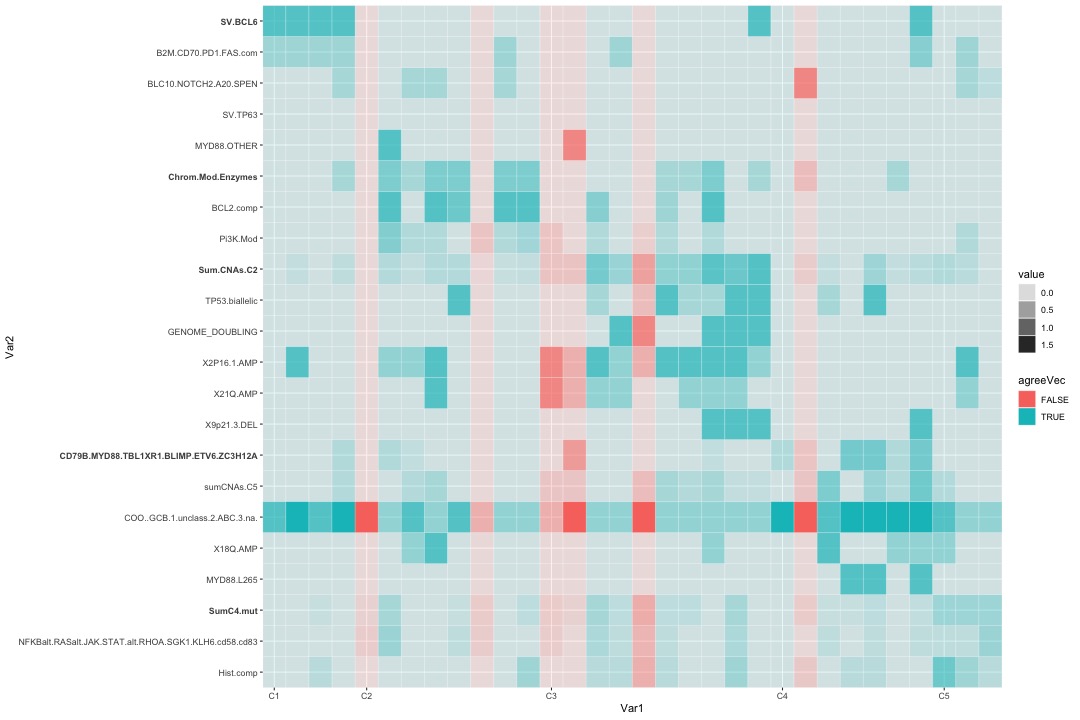 SV.BCL6
B2M.CD70.PD1.FAS.com
BLC10.NOTCH2.A20.SPEN
SV.TP63
MYD88.OTHER
Chrom.Mod.Enzymes
BCL2.comp
Pi3K.Mod
Sum.CNAs.C2
TP53.biallelic
GENOME_DOUBLING
X2P16.1.AMP
X21Q.AMP
X9p21.3.DEL
CD79B.MYD88.TBL1XR1.BLIMP.ETV6.ZC3H12A
sumCNAs.C5
COO..GCB.1.unclass.2.ABC.3.na.
X18Q.AMP
MYD88.L265
SumC4.mut
NFKBalt.RASalt.JAK.STAT.alt.RHOA.SGK1.KLH6.cd58.cd83
Hist.comp
Var2
C1 C2 C3 C4 C5
Var1
value
0.0
0.5
1.0
1.5
agreeVec
FALSE
TRUE